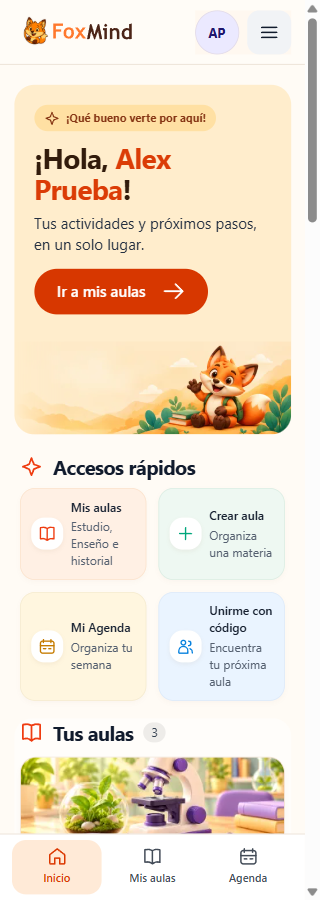 FoxMind
AP
¡Qué bueno verte por aquí!
¡Hola, Alex
Prueba!
Tus actividades y próximos pasos,
en un solo lugar.
Ir a mis aulas
Accesos rápidos
Mis aulas
Estudio,
Enseño e
historial
Crear aula
Organiza
una materia
Mi Agenda
Organiza tu
semana
Unirme con
código
Encuentra
tu próxima
aula
Tus aulas 3
Inicio
Mis aulas
Agenda